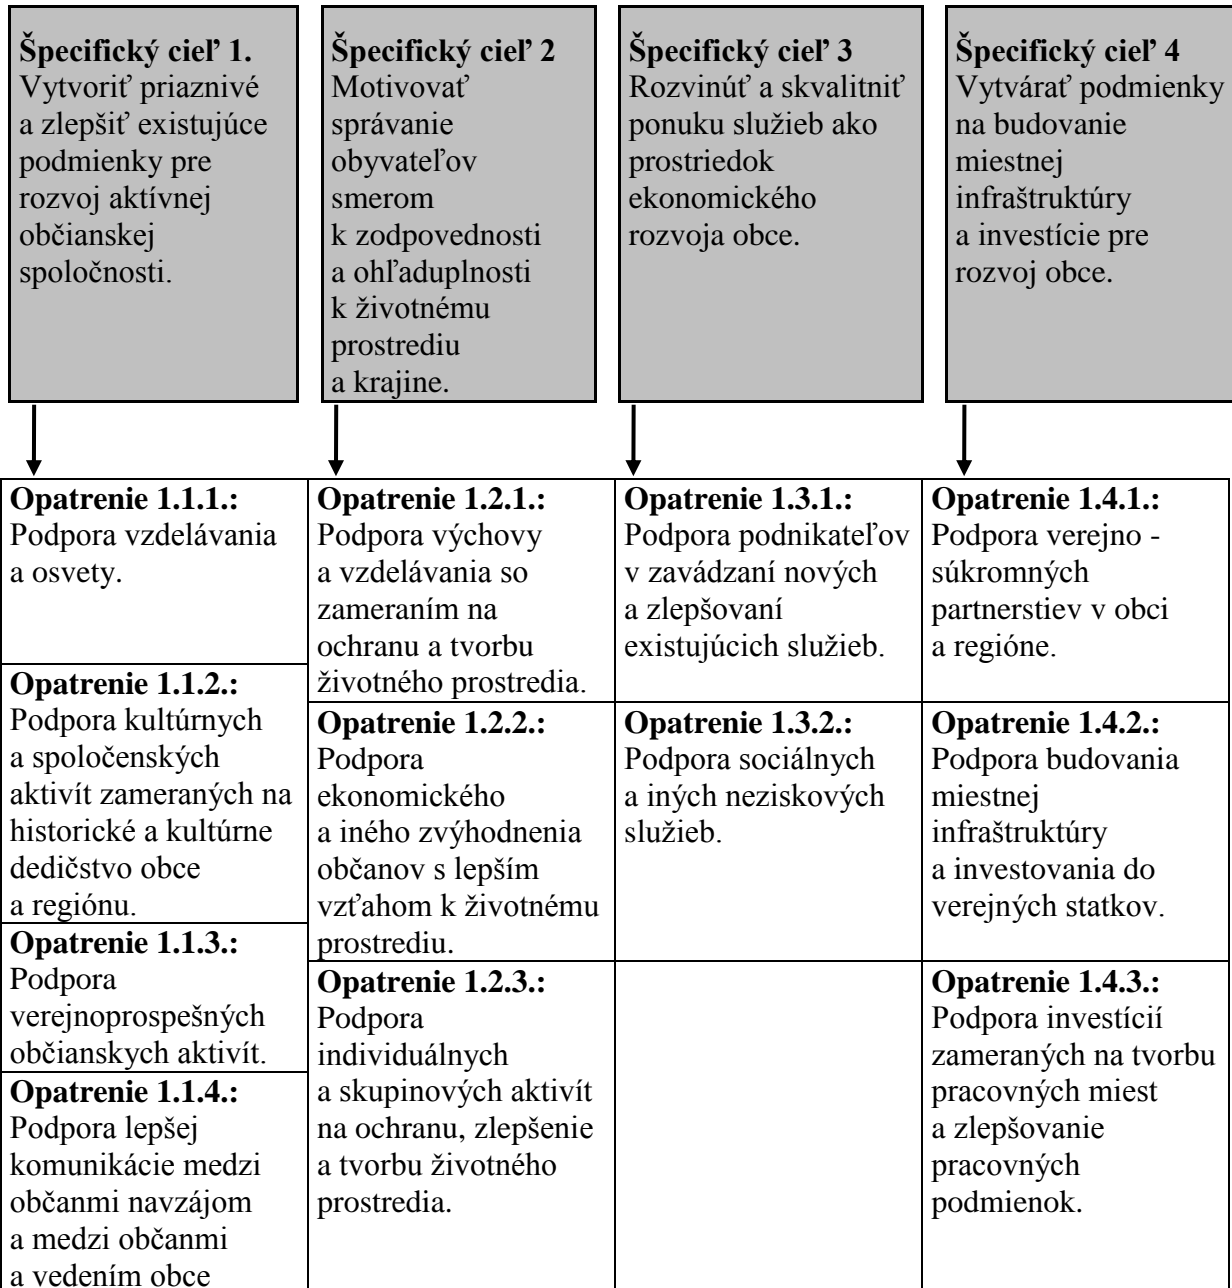 Špecifický cieľ 1.
Vytvoriť priaznivé
a zlepšiť existujúce
podmienky pre
rozvoj aktívnej
občianskej
spoločnosti.
Špecifický cieľ 2
Motivovať
správanie
obyvateľov
smerom
k zodpovednosti
a ohľaduplnosti
k životnému
prostrediu
a krajine.
Špecifický cieľ 3
Rozvinúť a skvalitniť
ponuku služieb ako
prostriedok
ekonomického
rozvoja obce.
Špecifický cieľ 4
Vytvárať podmienky
na budovanie
miestnej
infraštruktúry
a investície pre
rozvoj obce.
Opatrenie 1.1.1.:
Podpora vzdelávania
a osvety.
Opatrenie 1.1.2.:
Podpora kultúrnych
a spoločenských
aktivít zameraných na
historické a kultúrne
dedičstvo obce
a regiónu.
Opatrenie 1.1.3.:
Podpora
verejnoprospešných
občianskych aktivít.
Opatrenie 1.1.4.:
Podpora lepšej
komunikácie medzi
občanmi navzájom
a medzi občanmi
a vedením obce
Opatrenie 1.2.1.:
Podpora výchovy
a vzdelávania so
zameraním na
ochranu a tvorbu
životného prostredia.
Opatrenie 1.2.2.:
Podpora
ekonomického
a iného zvýhodnenia
občanov s lepším
vzťahom k životnému
prostrediu.
Opatrenie 1.2.3.:
Podpora
individuálnych
a skupinových aktivít
na ochranu, zlepšenie
a tvorbu životného
prostredia.
Opatrenie 1.3.1.:
Podpora podnikateľov
v zavádzaní nových
a zlepšovaní
existujúcich služieb.
Opatrenie 1.3.2.:
Podpora sociálnych
a iných neziskových
služieb.
Opatrenie 1.4.1.:
Podpora verejno -
súkromných
partnerstiev v obci
a regióne.
Opatrenie 1.4.2.:
Podpora budovania
miestnej
infraštruktúry
a investovania do
verejných statkov.
Opatrenie 1.4.3.:
Podpora investícií
zameraných na tvorbu
pracovných miest
a zlepšovanie
pracovných
podmienok.